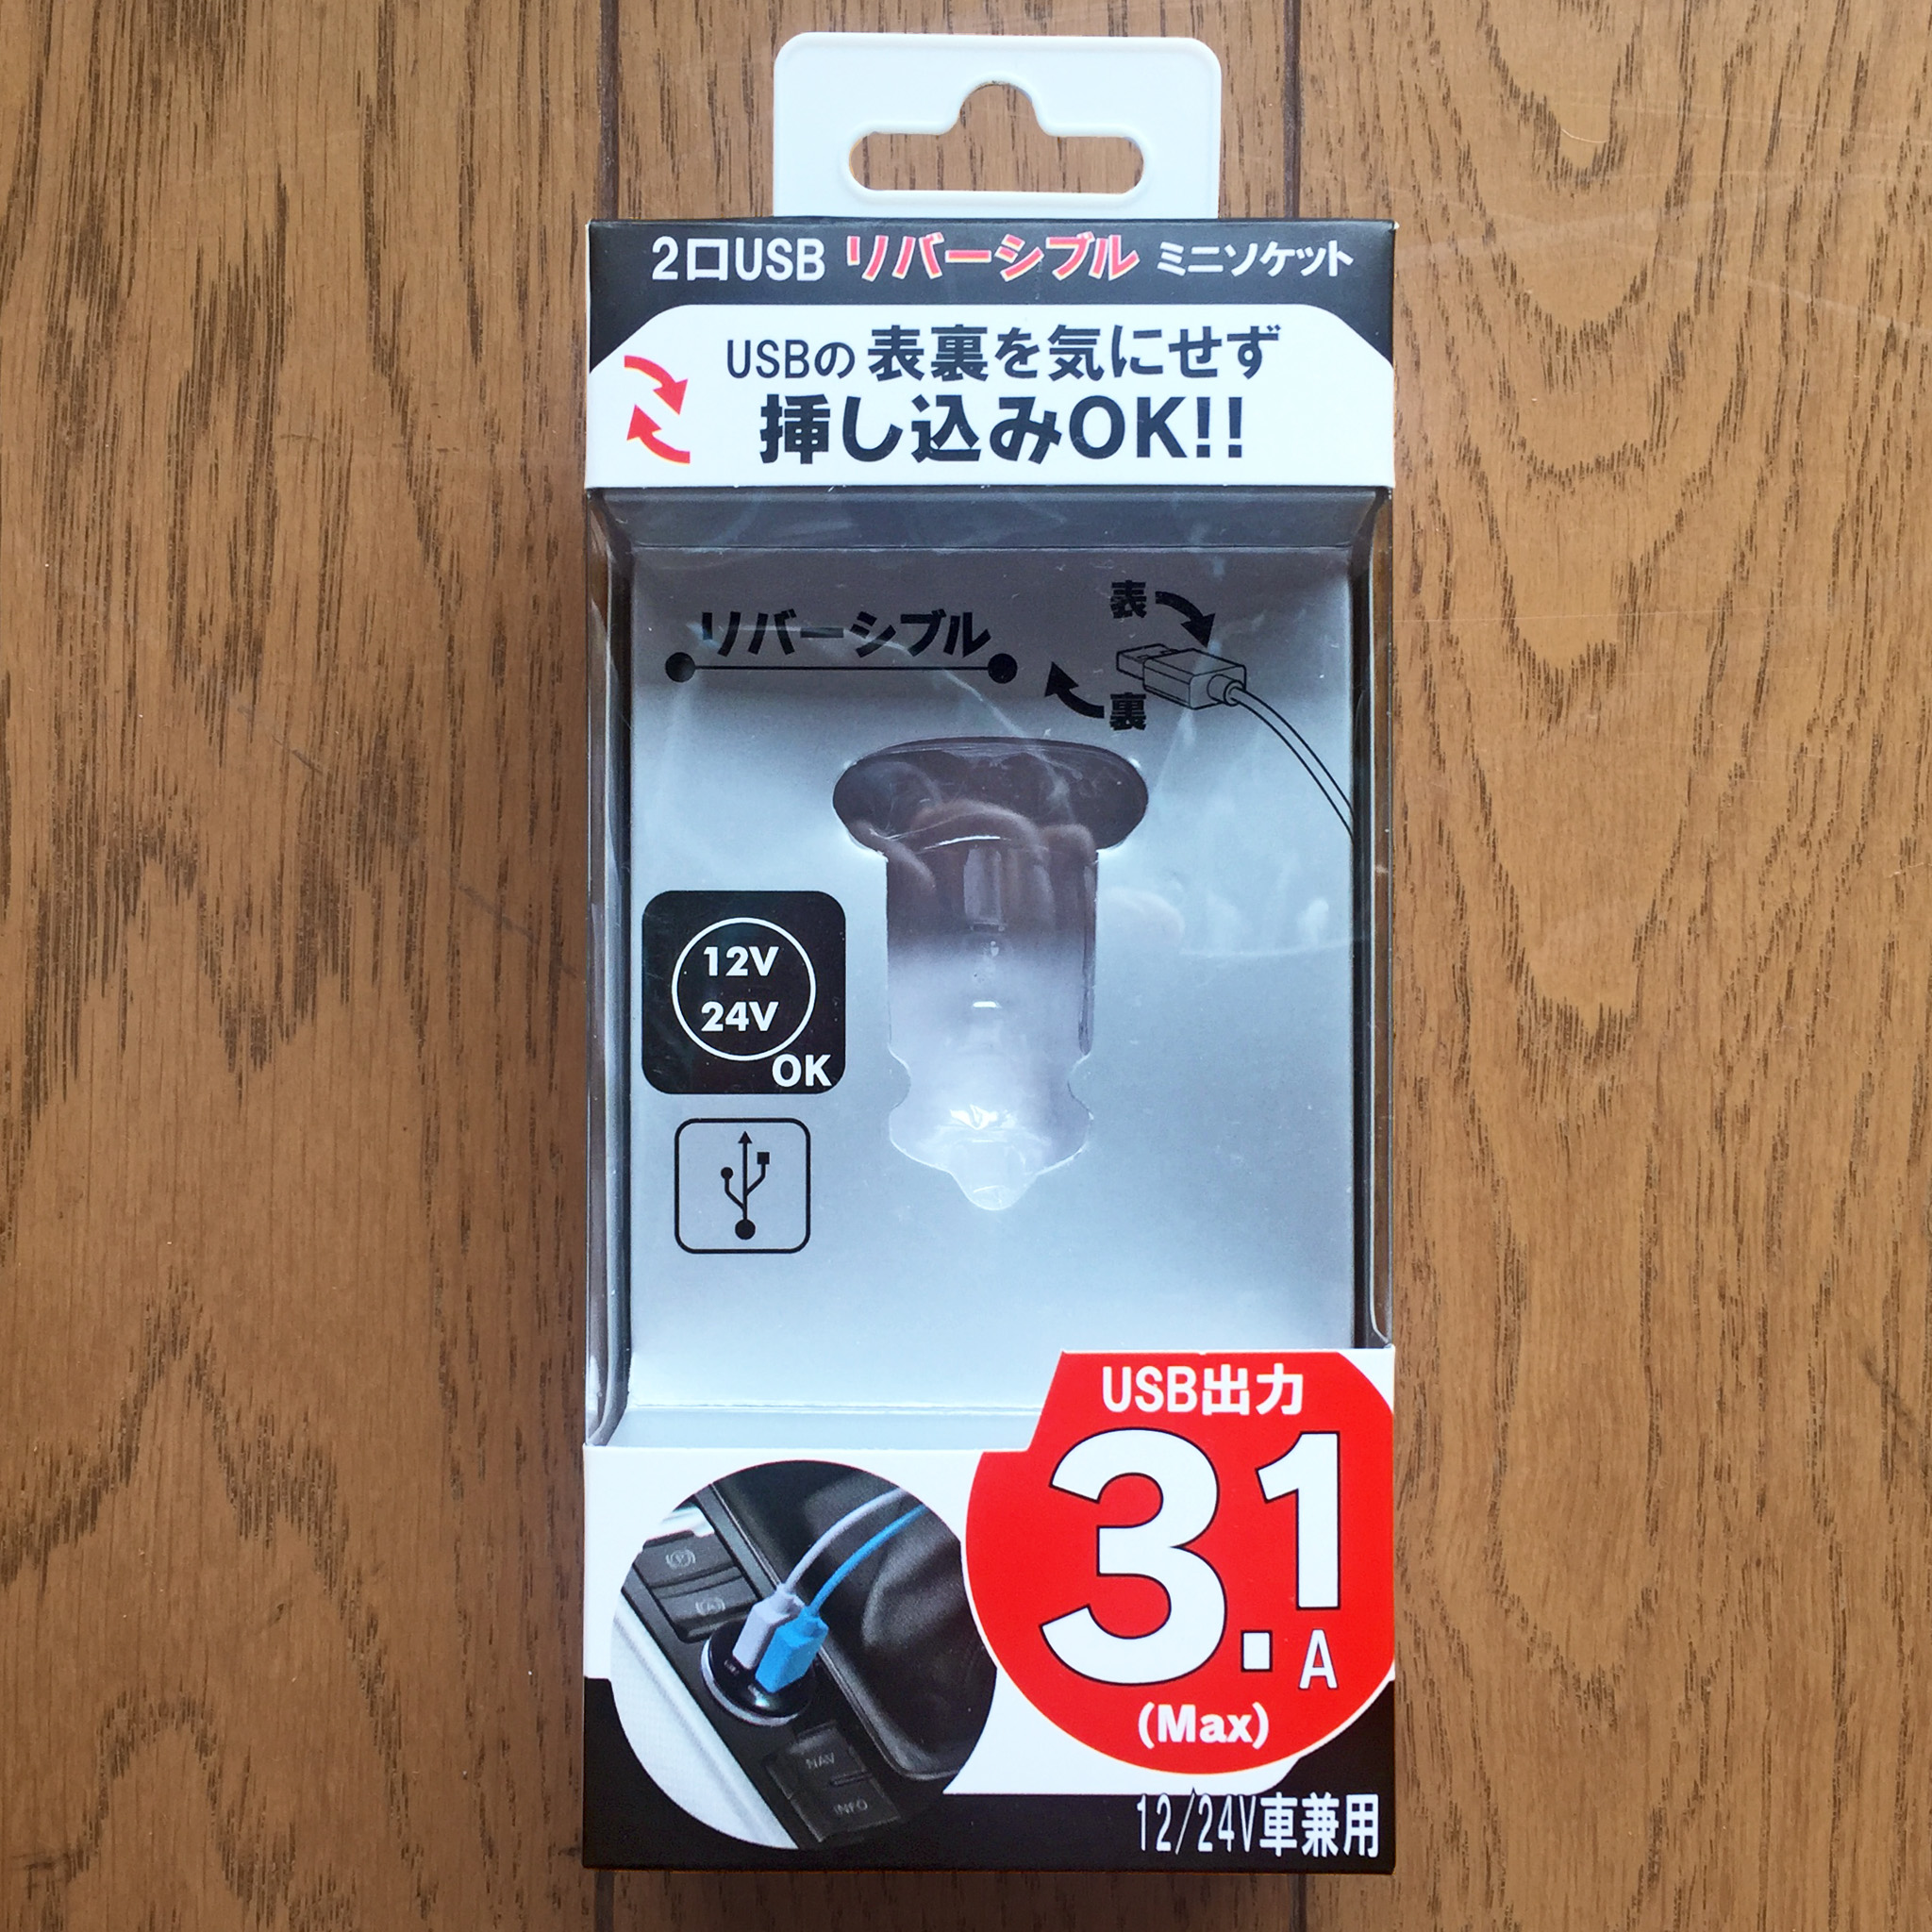 2口USB リバーシブル ミニソケット
USBの 表裏を気にせず
挿し込みOK!!
表
リバーシブル
裏
12V
24V
OK
USB出力
3.1A
(Max)
NAV
INFO
12/24V車兼用